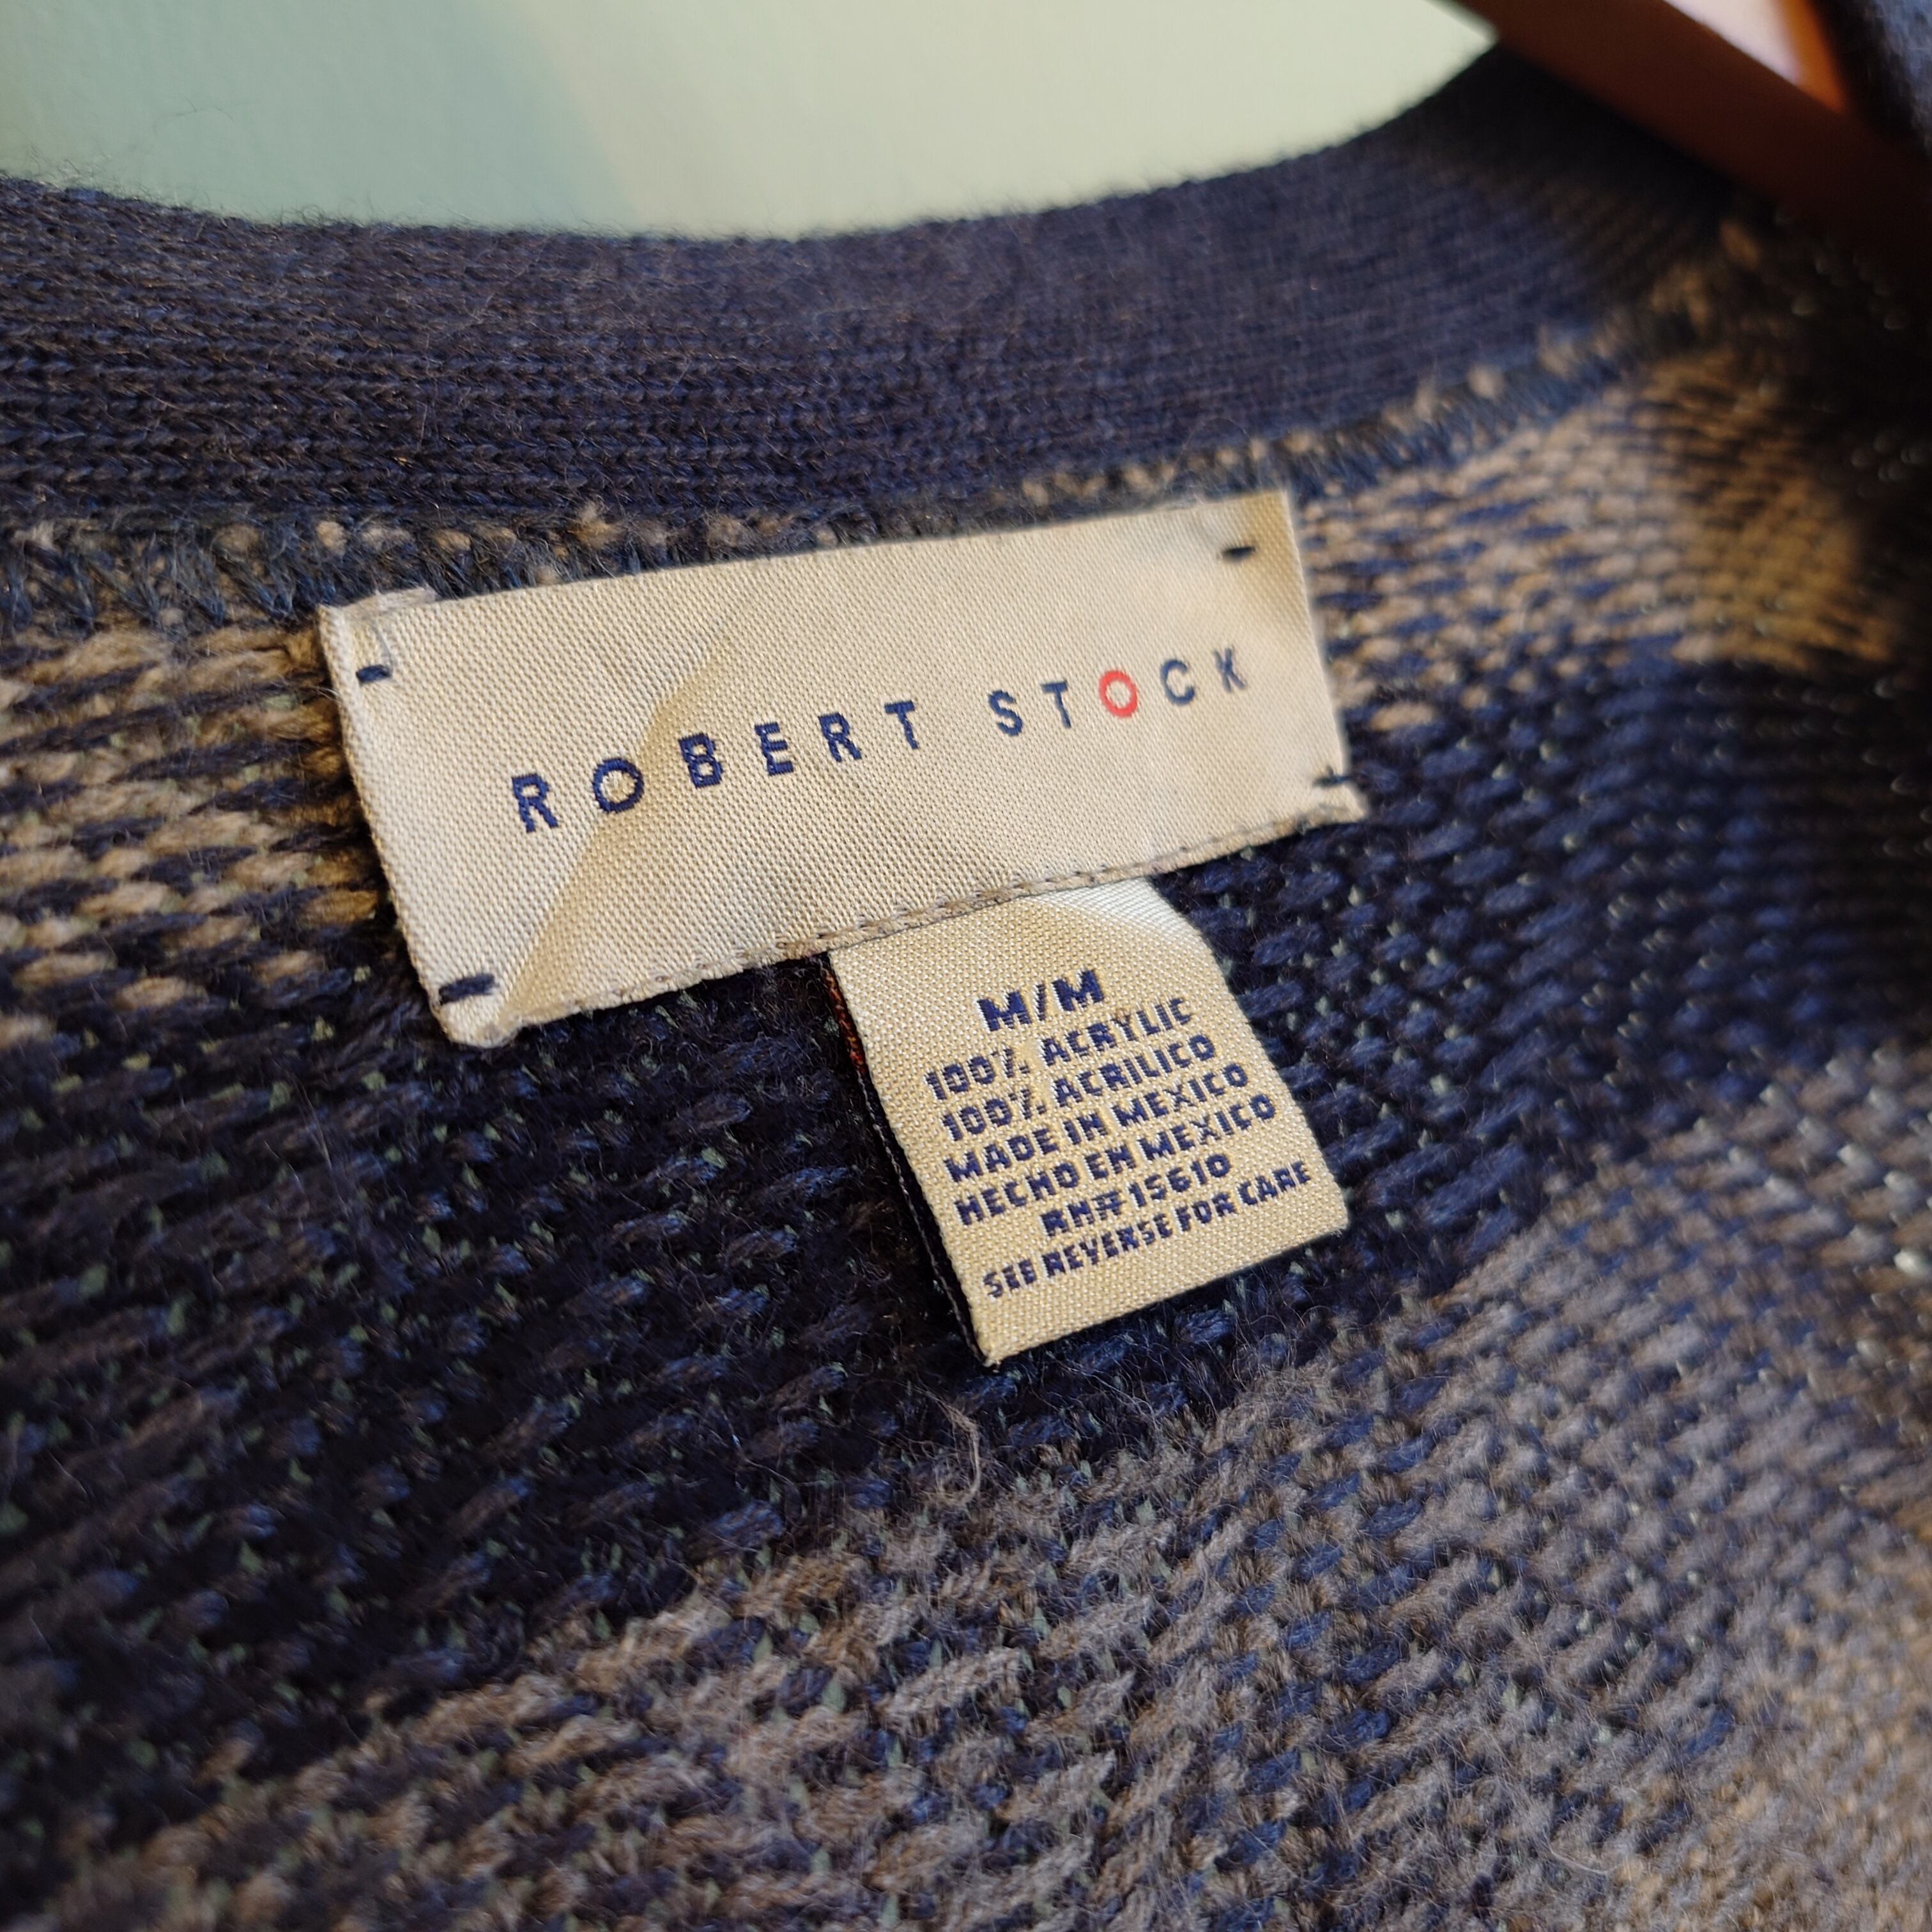 ROBERT STOCK
M/M
100% ACRYLIC
100% ACRILICO
MADE IN MEXICO
HECHO EN MEXICO
RN# 15610
SEE REVERSE FOR CARE